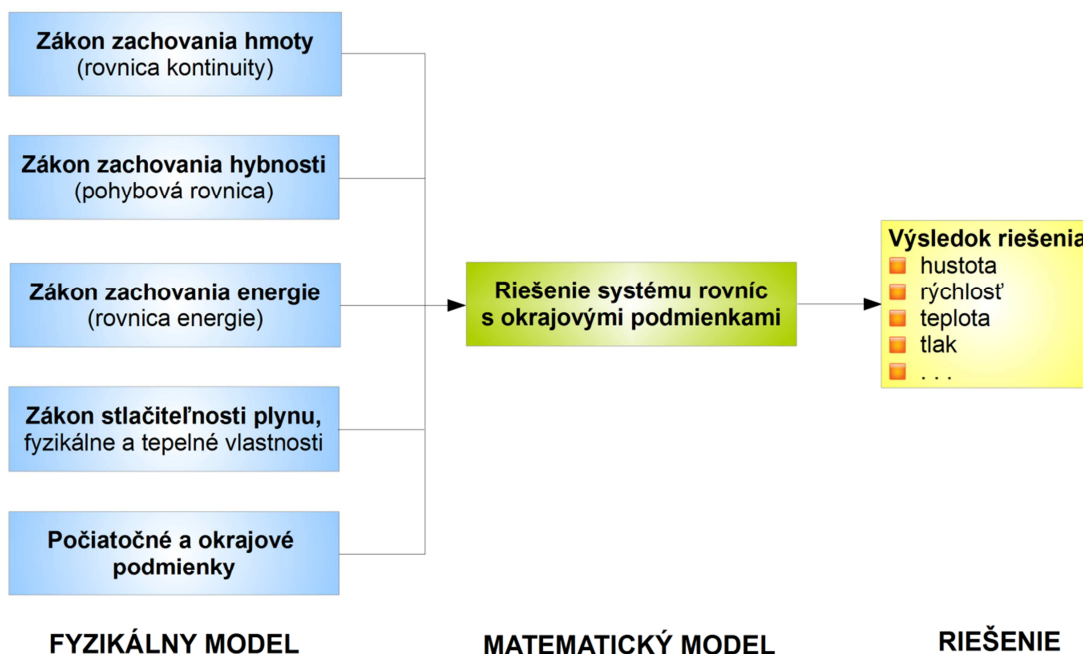 Zákon zachovania hmoty
(rovnica kontinuity)
Zákon zachovania hybnosti
(pohybová rovnica)
Zákon zachovania energie
(rovnica energie)
Zákon stlačiteľnosti plynu,
fyzikálne a tepelné vlastnosti
Počiatočné a okrajové
podmienky
FYZIKÁLNY MODEL
Riešenie systému rovníc
s okrajovými podmienkami
MATEMATICKÝ MODEL
Výsledok riešenia
hustota
rýchlosť
teplota
tlak
. . .
RIEŠENIE